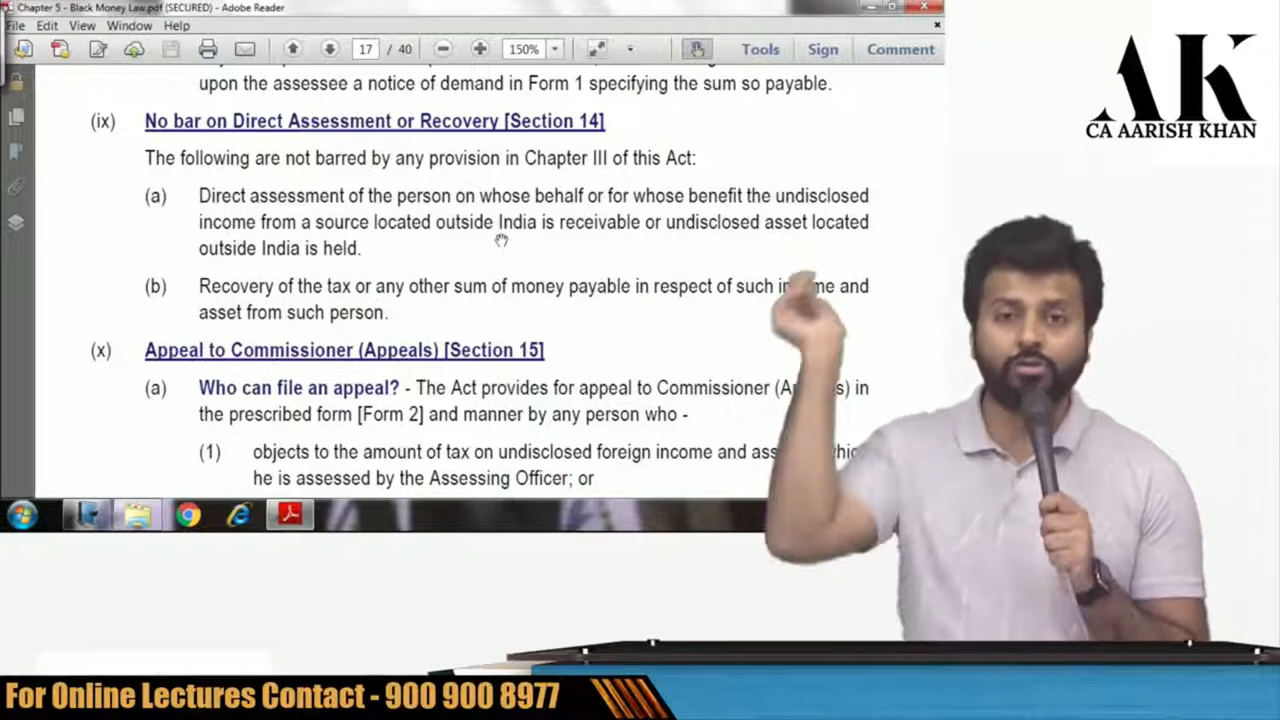 Chapter 5 - Black Money Law.pdf (SECURED) - Adobe Reader
File Edit View Window Help
17 / 40 150% Tools Sign Comment
upon the assessee a notice of demand in Form 1 specifying the sum so payable.
(ix) No bar on Direct Assessment or Recovery [Section 14]
The following are not barred by any provision in Chapter III of this Act:
(a) Direct assessment of the person on whose behalf or for whose benefit the undisclosed
income from a source located outside India is receivable or undisclosed asset located
outside India is held.
(b) Recovery of the tax or any other sum of money payable in respect of such and
asset from such person.
(x) Appeal to Commissioner (Appeals) [Section 15]
(a) Who can file an appeal? - The Act provides for appeal to Commissioner in
the prescribed form [Form 2] and manner by any person who -
(1) objects to the amount of tax on undisclosed foreign income and
he is assessed by the Assessing Officer; or
AK
CA AARISH KHAN
For Online Lectures Contact - 900 900 8977